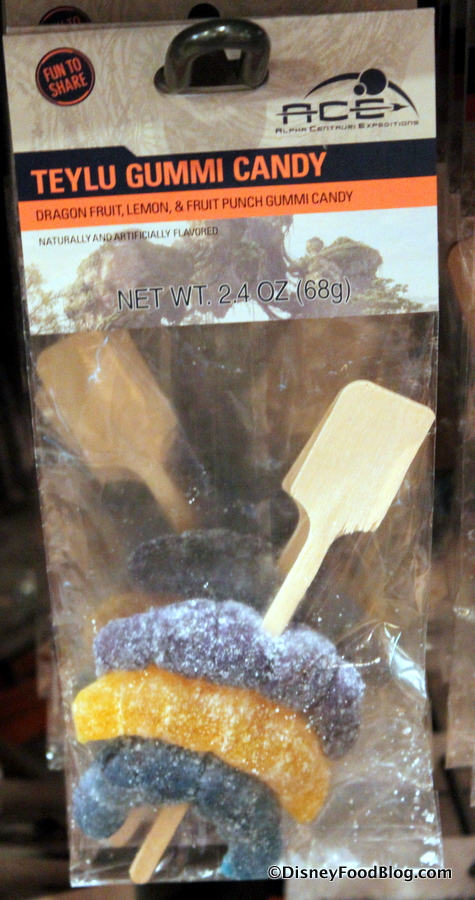 FUN TO
SHARE
ACE
ALPHA CENTAURI EXPEDITIONS
TEYLU GUMMI CANDY
DRAGON FRUIT, LEMON, & FRUIT PUNCH GUMMI CANDY
NATURALLY AND ARTIFICIALLY FLAVORED
NET WT. 2.4 OZ (68g)
©DisneyFoodBlog.com